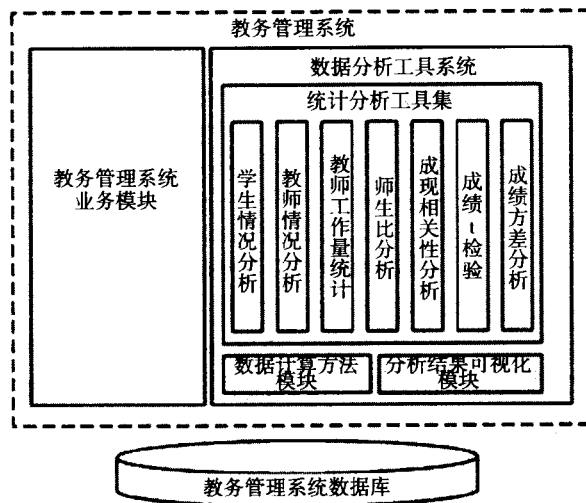 教务管理系统
数据分析工具系统
统计分析工具集
教务管理系统
业务模块
学生情况分析
教师情况分析
教师工作量统计
师生比分析
成现相关性分析
成绩t检验
成绩方差分析
数据计算方法
模块
分析结果可视化
模块
教务管理系统数据库